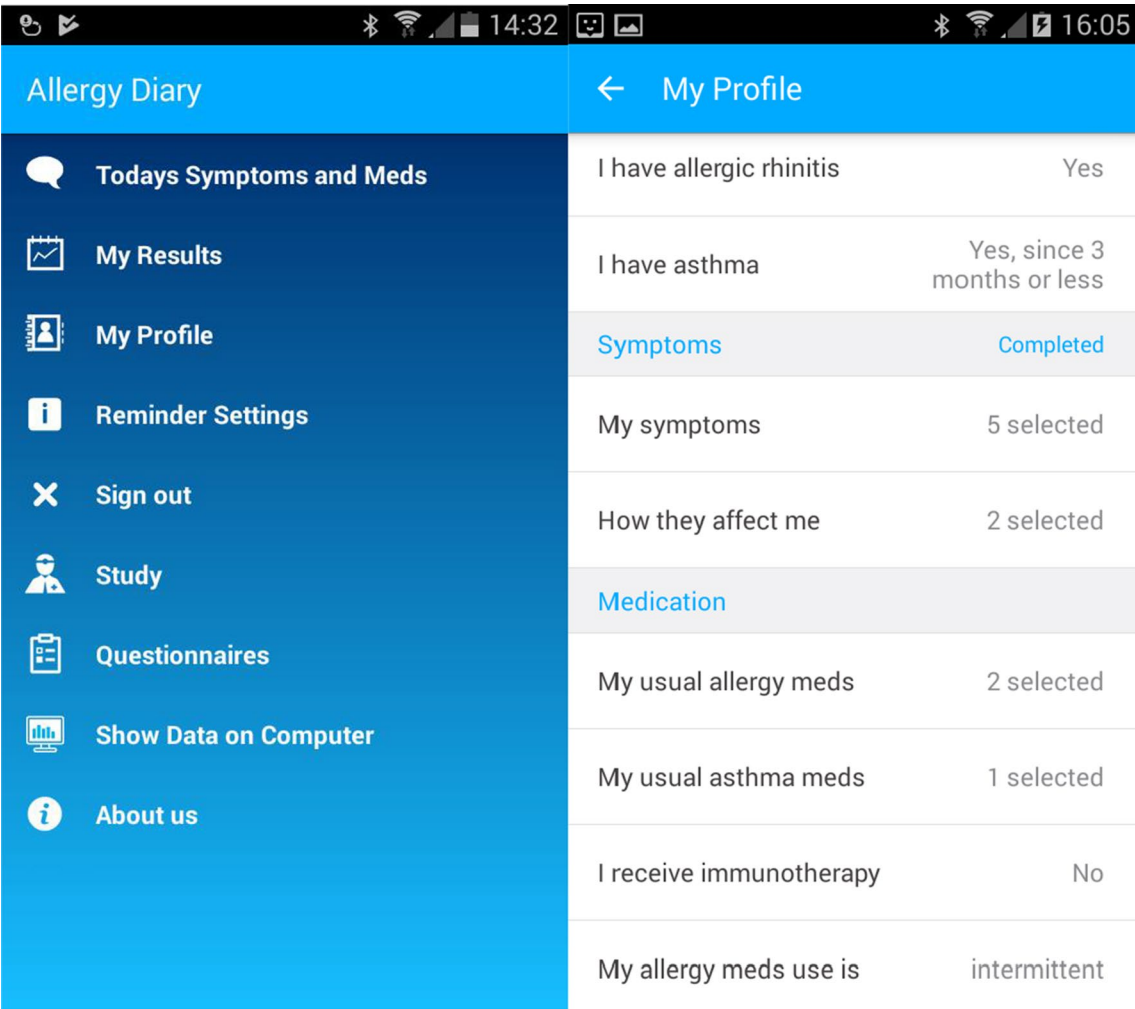 14:32
Allergy Diary
Todays Symptoms and Meds
My Results
My Profile
Reminder Settings
Sign out
Study
Questionnaires
Show Data on Computer
About us
16:05
My Profile
I have allergic rhinitis Yes
I have asthma Yes, since 3
months or less
Symptoms Completed
My symptoms 5 selected
How they affect me 2 selected
Medication
My usual allergy meds 2 selected
My usual asthma meds 1 selected
I receive immunotherapy No
My allergy meds use is intermittent